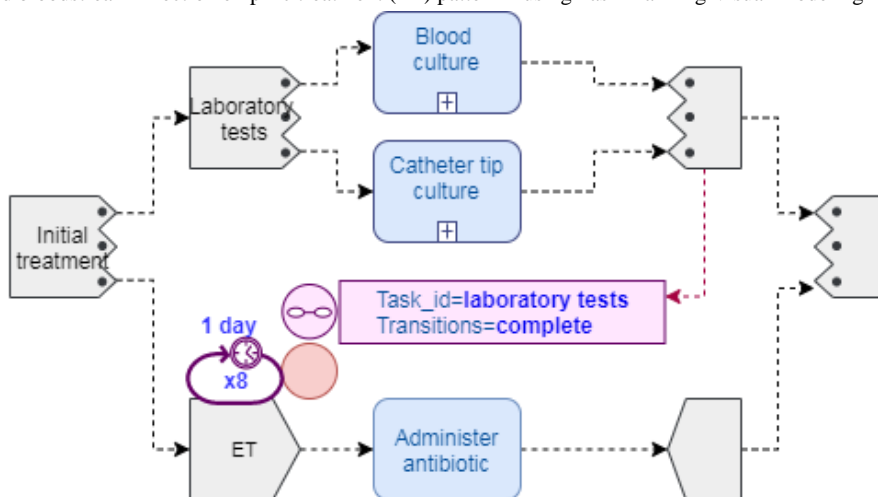 Blood
culture
Laboratory
tests
Catheter tip
culture
Initial
treatment
Task_id=laboratory tests
Transitions=complete
1 day
x8
ET
Administer
antibiotic